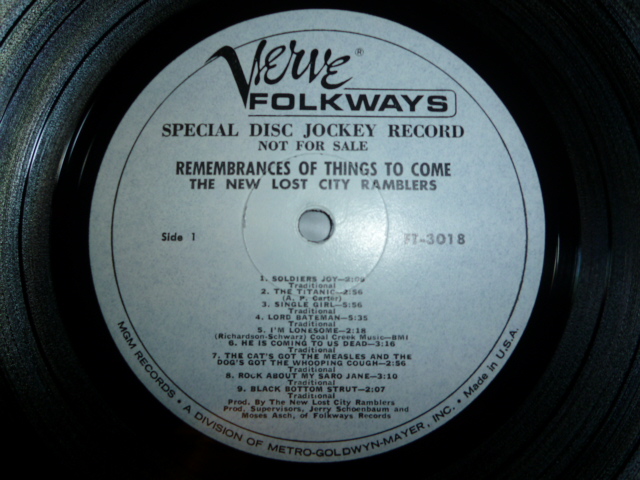 Verve ®
FOLKWAYS
SPECIAL DISC JOCKEY RECORD
NOT FOR SALE
REMEMBRANCES OF THINGS TO COME
THE NEW LOST CITY RAMBLERS
Side 1
FT-3018
1. SOLDIERS JOY—2:05
Traditional
2. THE TITANIC—2:56
(A. P. Carter)
3. SINGLE GIRL—5:56
Traditional
4. LORD BATEMAN—5:35
Traditional
5. I'M LONESOME—2:18
(Richardson-Schwarz) Coal Creek Music—BMI
6. HE IS COMING TO US DEAD—3:16
Traditional
7. THE CAT'S GOT THE MEASLES AND THE
DOG'S GOT THE WHOOPING COUGH—2:56
Traditional
8. ROCK ABOUT MY SARO JANE—3:10
Traditional
9. BLACK BOTTOM STRUT—2:07
Traditional
Prod. By The New Lost City Ramblers
Prod. Supervisors, Jerry Schoenbaum and
Moses Asch, of Folkways Records
MGM RECORDS • A DIVISION OF METRO-GOLDWYN-MAYER, INC. • Made in U.S.A.